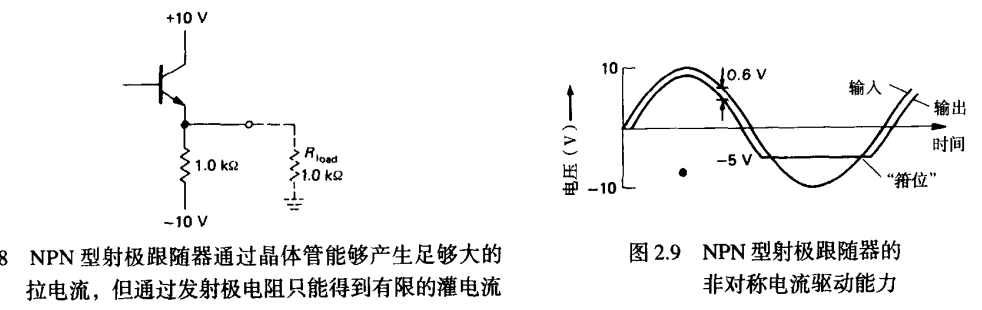 +10 V
1.0 kΩ
Rload
1.0 kΩ
−10 V
8 NPN 型射极跟随器通过晶体管能够产生足够大的
拉电流，但通过发射极电阻只能得到有限的灌电流
10
0.6 V
输入
输出
时间
电压（V）
−5 V
−10
“箝位”
图 2.9 NPN 型射极跟随器的
非对称电流驱动能力